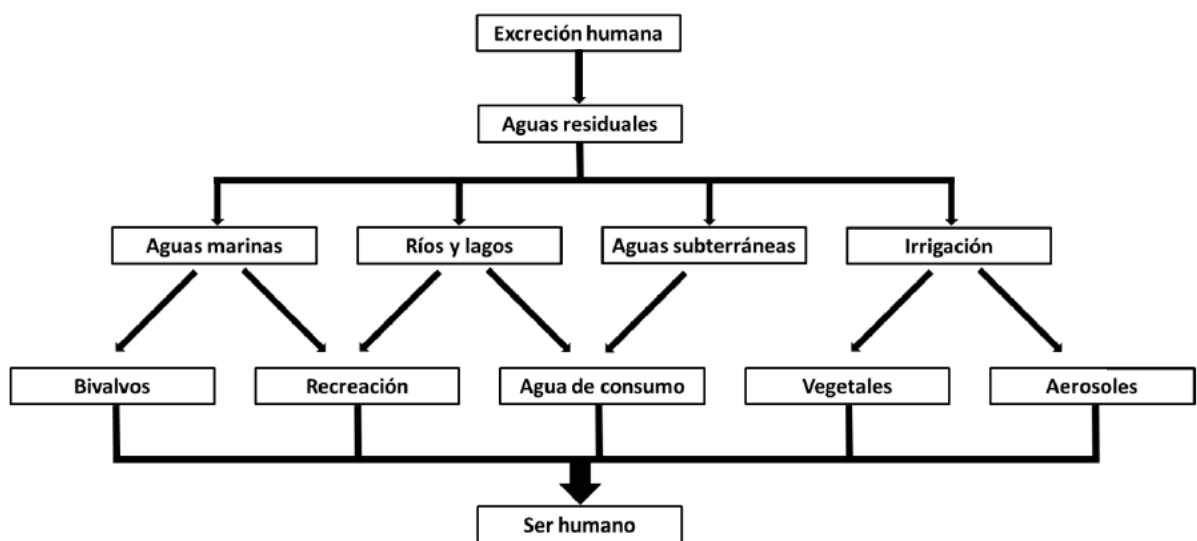 Excreción humana
Aguas residuales
Aguas marinas
Ríos y lagos
Aguas subterráneas
Irrigación
Bivalvos
Recreación
Agua de consumo
Vegetales
Aerosoles
Ser humano